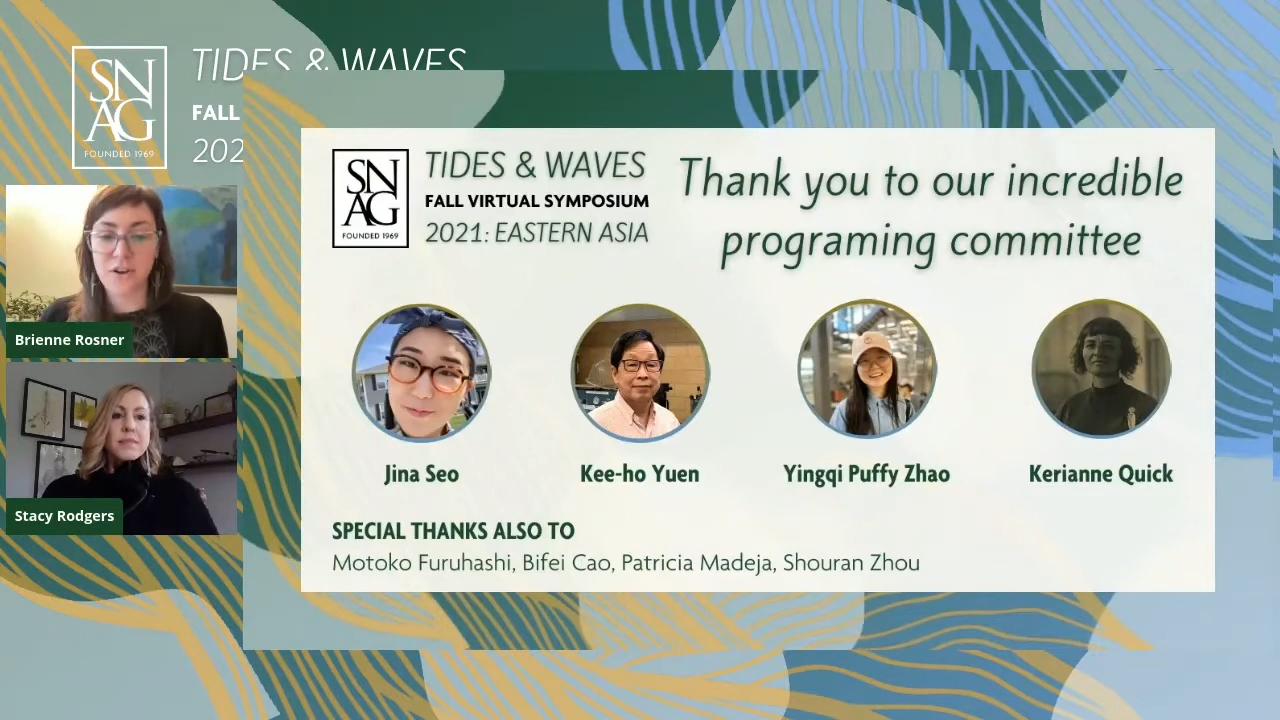 SN
AG
FOUNDED 1969
TIDES & WAVES
FALL
202
Brienne Rosner
Stacy Rodgers
SN
AG
FOUNDED 1969
TIDES & WAVES
FALL VIRTUAL SYMPOSIUM
2021: EASTERN ASIA
Thank you to our incredible
programing committee
Jina Seo
Kee-ho Yuen
Yingqi Puffy Zhao
Kerianne Quick
SPECIAL THANKS ALSO TO
Motoko Furuhashi, Bifei Cao, Patricia Madeja, Shouran Zhou